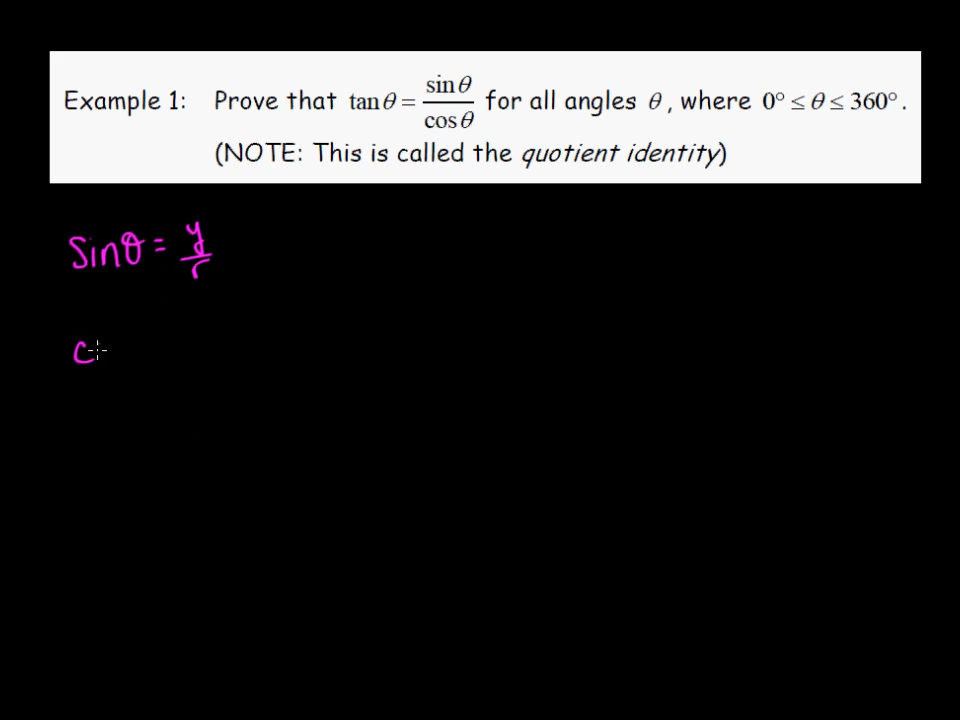 Example 1: Prove that tan θ = sin θ / cos θ for all angles θ, where 0° ≤ θ ≤ 360°.
(NOTE: This is called the quotient identity)
sinθ = y/r
c